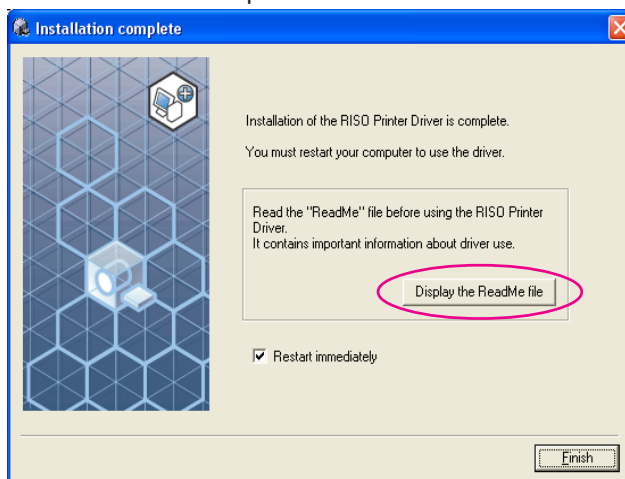 Installation complete
Installation of the RISO Printer Driver is complete.
You must restart your computer to use the driver.
Read the "ReadMe" file before using the RISO Printer
Driver.
It contains important information about driver use.
Display the ReadMe file
Restart immediately
Finish